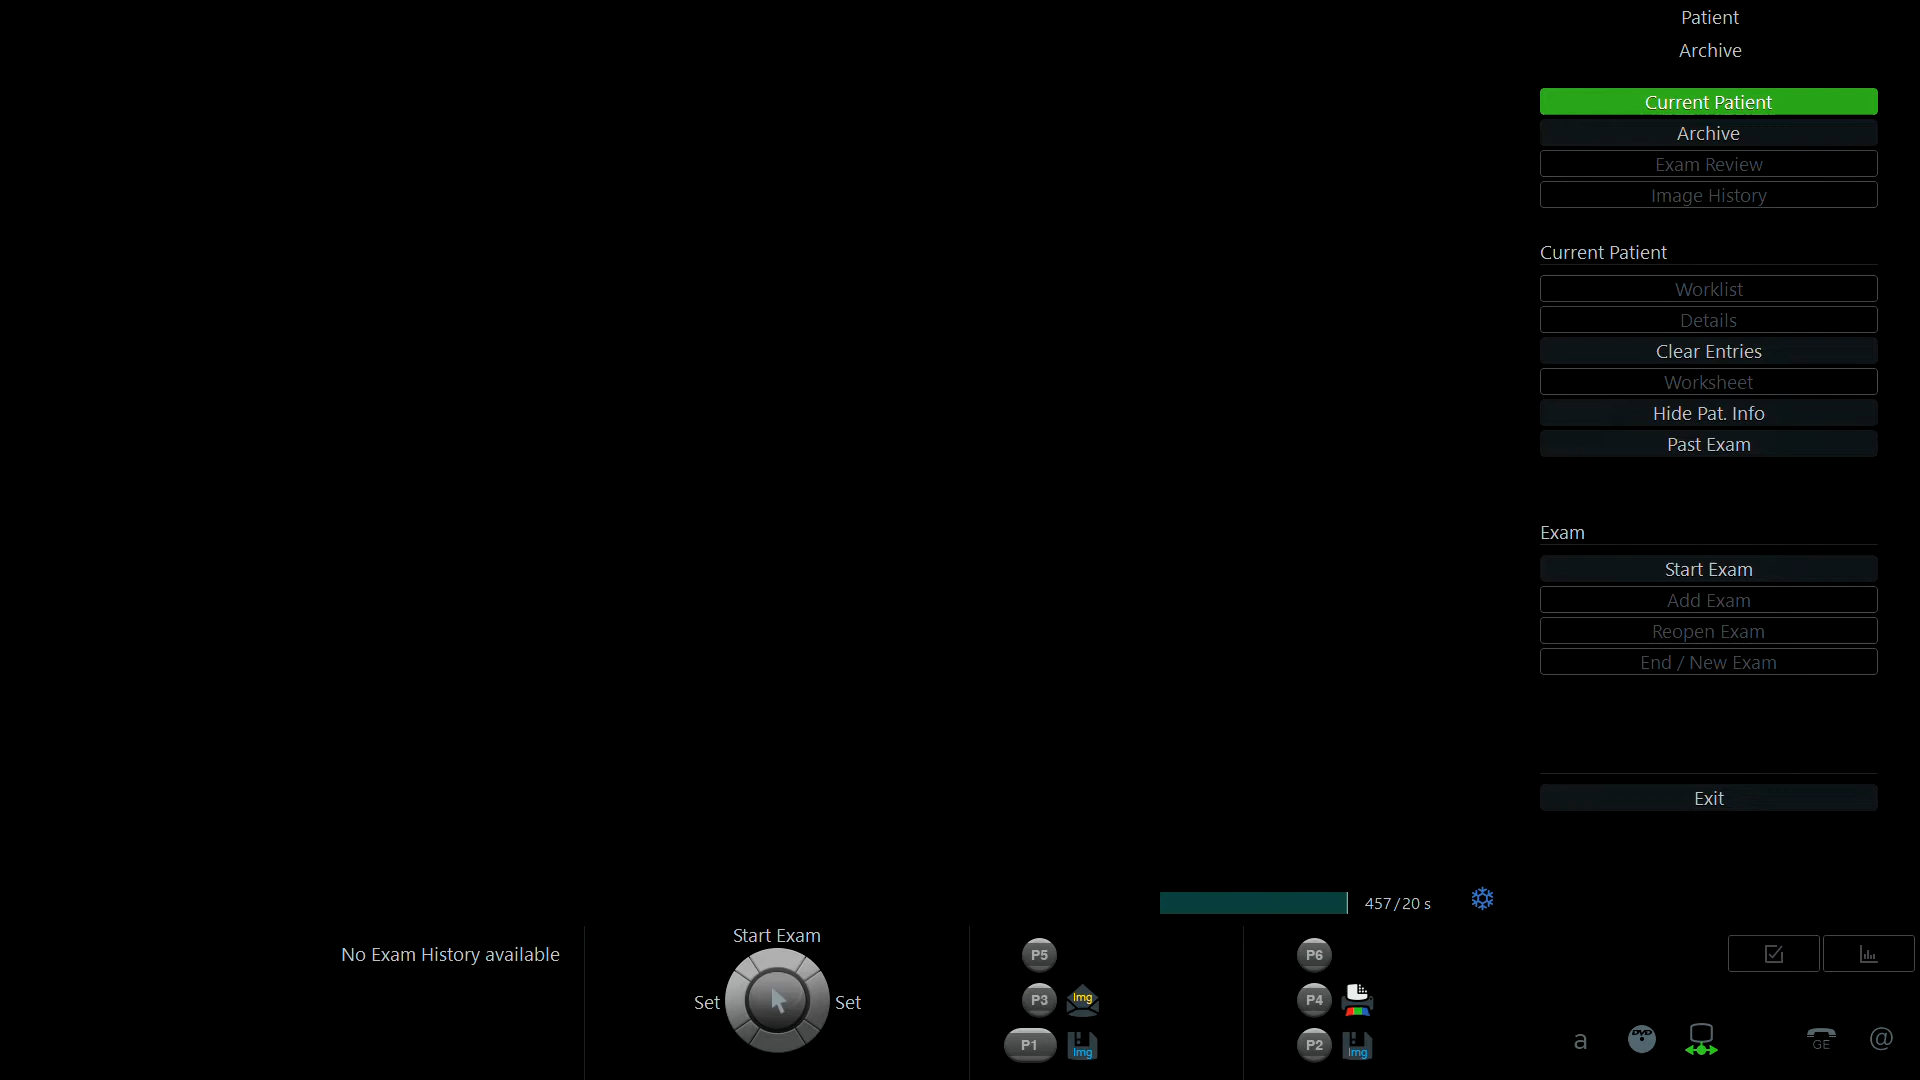 Patient
Archive
Current Patient
Archive
Exam Review
Image History
Current Patient
Worklist
Details
Clear Entries
Worksheet
Hide Pat. Info
Past Exam
Exam
Start Exam
Add Exam
Reopen Exam
End / New Exam
Exit
457 / 20 s
No Exam History available
Start Exam
Set
Set
P5
P3
Img
P1
Img
P6
P4
P2
Img
a
DVD
GE
@